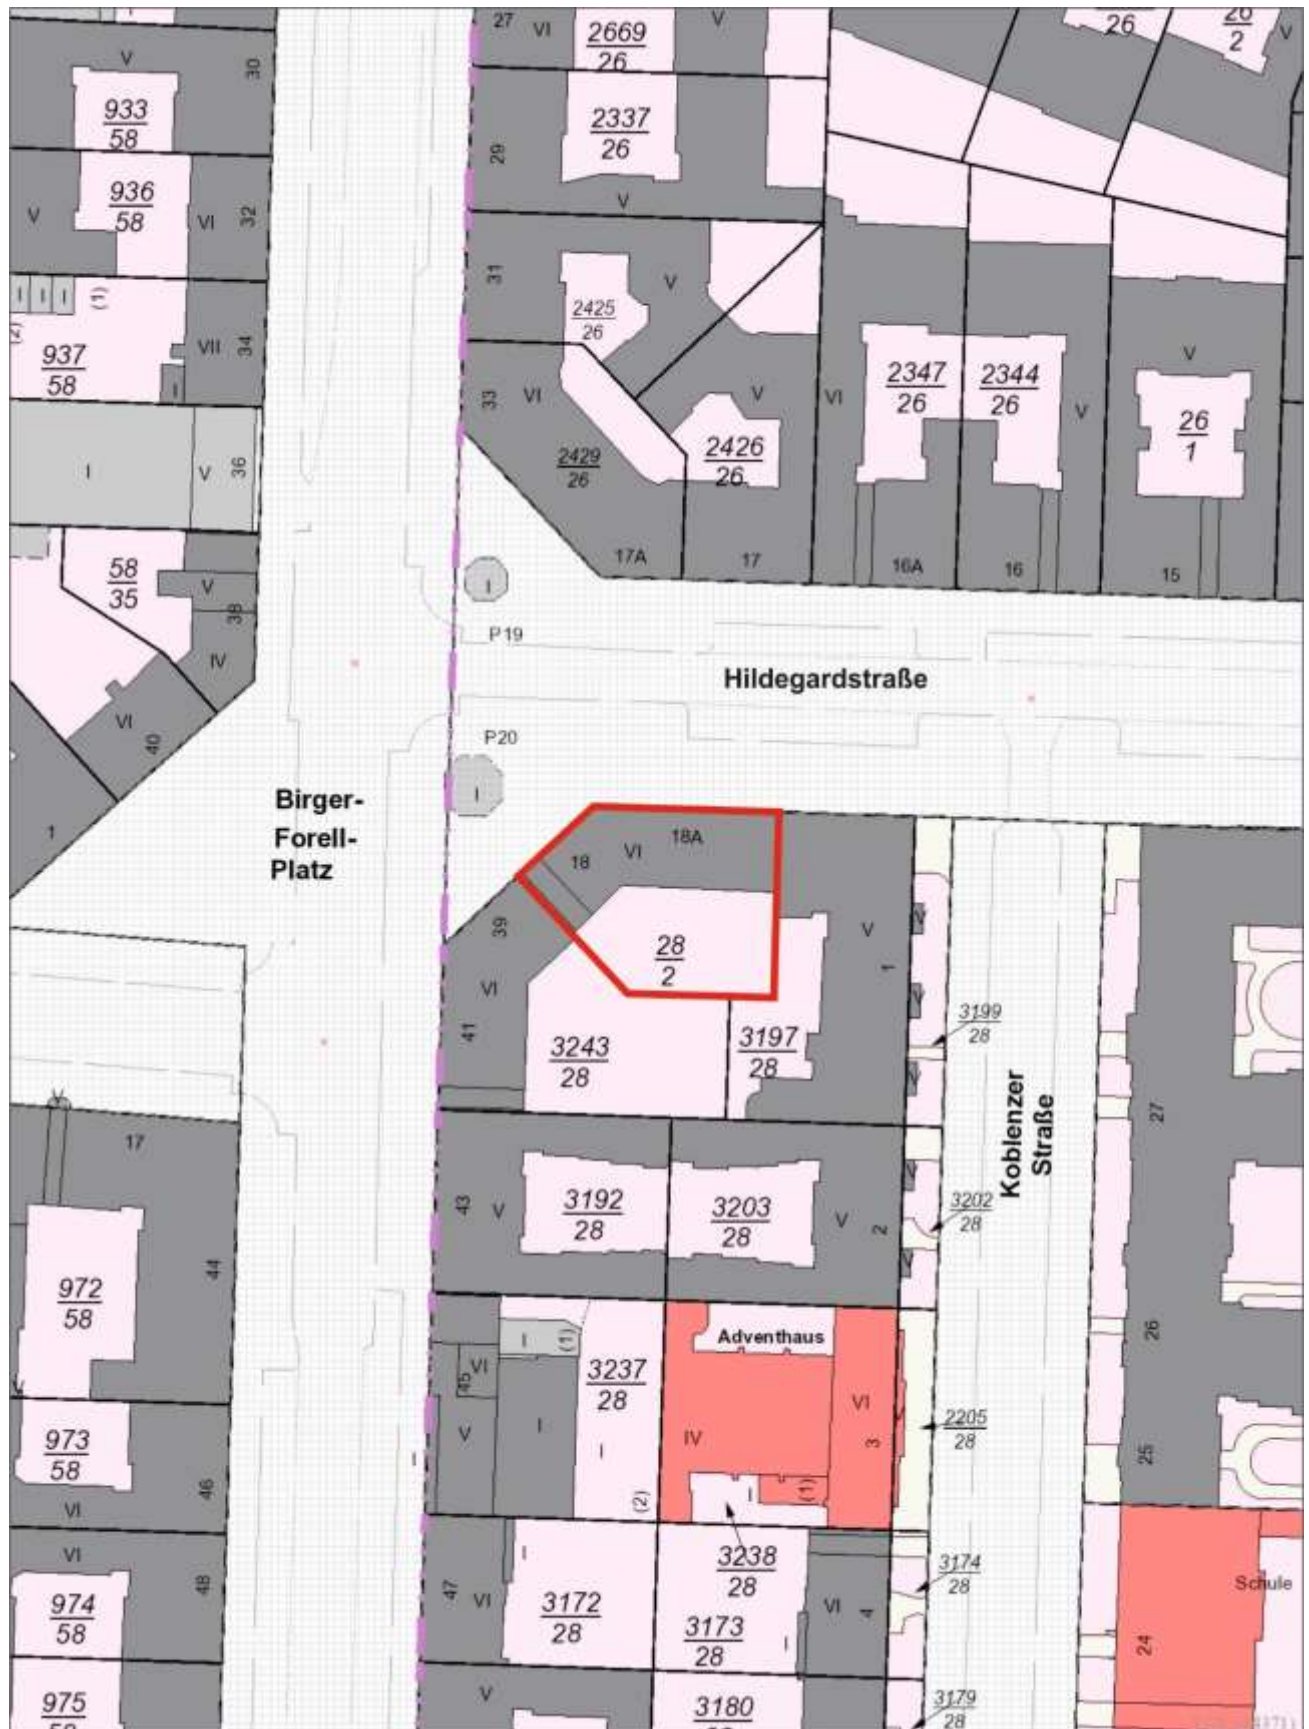 27
VI
2669
26
V
26
26
2
V
V
30
933
58
2337
26
29
V
936
58
V
VI
32
31
V
2425
26
I
I
I
(1)
(2)
937
58
VII
34
I
33
VI
V
VI
2347
26
2344
26
V
V
26
1
I
V
36
2429
26
2426
26
17A
17
16A
16
15
58
35
V
38
IV
I
P19
Hildegardstraße
VI
40
P20
I
1
Birger-
Forell-
Platz
18
VI
18A
39
28
2
V
V
1
VI
41
V
3199
28
3243
28
3197
28
V
Koblenzer
Straße
27
V
17
43
V
3192
28
3203
28
V
2
V
3202
28
V
44
972
58
V
Adventhaus
26
I
(1)
45
VI
3237
28
V
I
I
(2)
IV
VI
3
V
2205
28
25
I
(1)
I
973
58
46
VI
VI
48
974
58
47
VI
I
3172
28
3238
28
3173
28
I
VI
4
3174
28
Schule
24
975
58
V
3180
3179
28